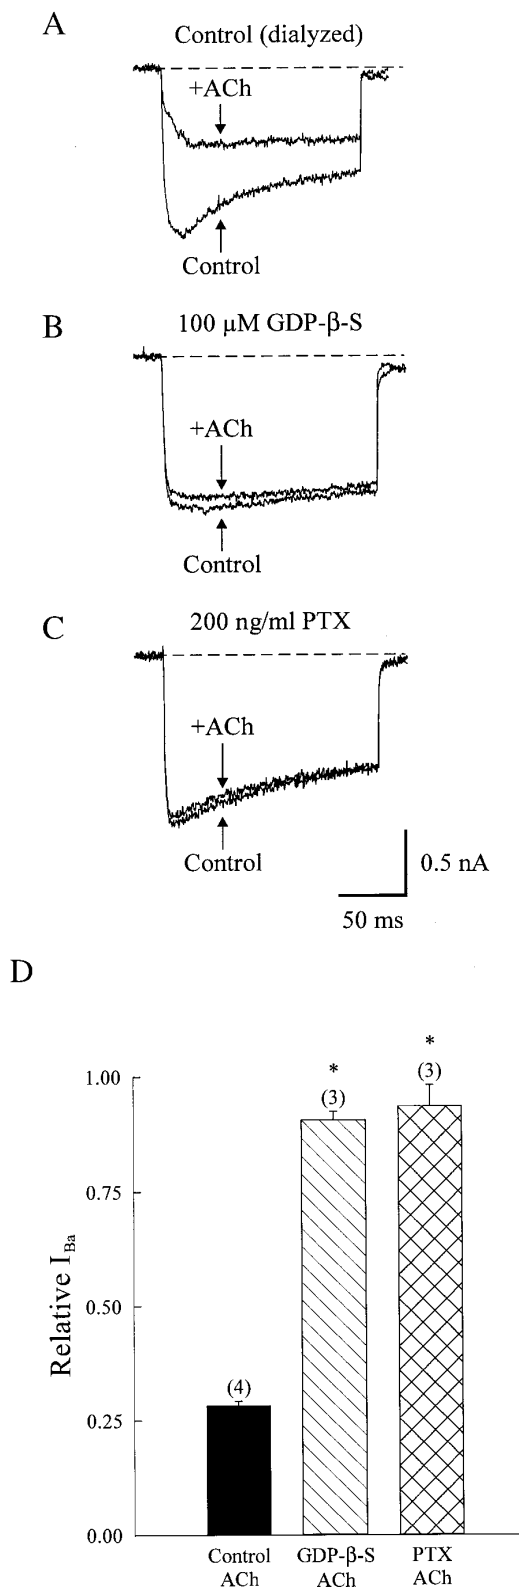 A
Control (dialyzed)
+ACh
Control
B
100 μM GDP-β-S
+ACh
Control
C
200 ng/ml PTX
+ACh
Control
0.5 nA
50 ms
D
* *
(3) (3)
1.00
0.75
0.50
(4)
0.25
0.00
Relative I_Ba
Control GDP-β-S PTX
ACh ACh ACh